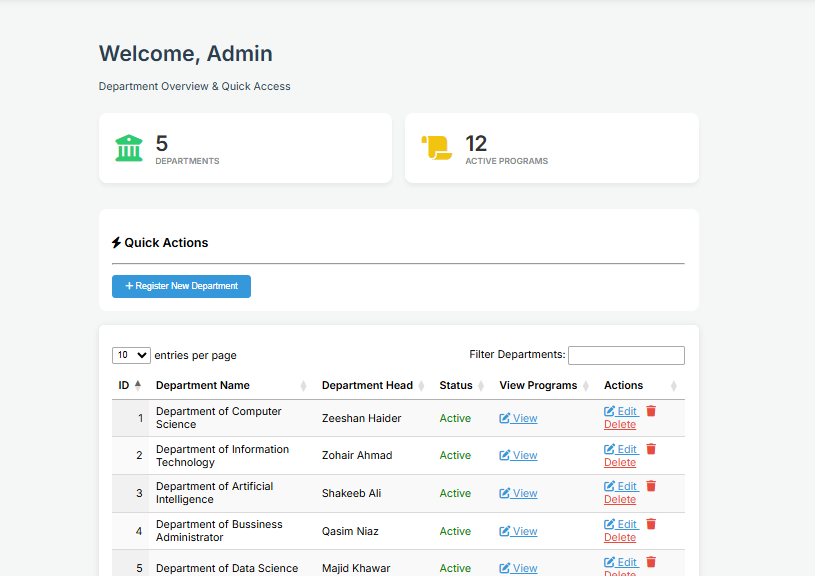 Welcome, Admin
Department Overview & Quick Access
5
DEPARTMENTS
12
ACTIVE PROGRAMS
Quick Actions
+ Register New Department
10 entries per page
Filter Departments:
ID Department Name Department Head Status View Programs Actions
1 Department of Computer Science Zeeshan Haider Active View Edit Delete
2 Department of Information Technology Zohair Ahmad Active View Edit Delete
3 Department of Artificial Intelligence Shakeeb Ali Active View Edit Delete
4 Department of Bussiness Administrator Qasim Niaz Active View Edit Delete
5 Department of Data Science Majid Khawar Active View Edit Delete